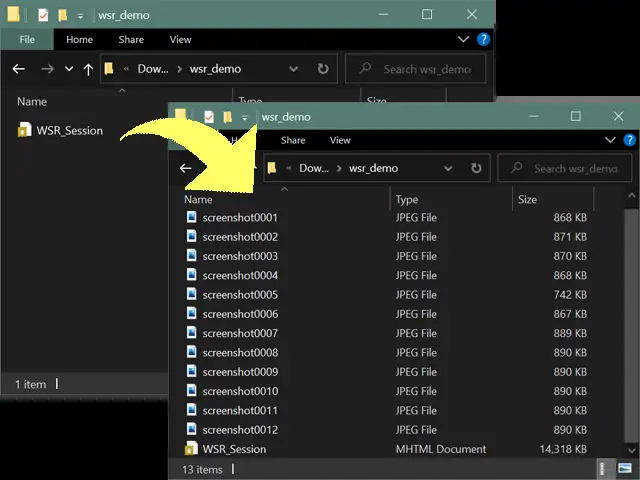 wsr_demo
File Home Share View
Dow... wsr_demo Search wsr_demo
Name Type Size
WSR_Session
1 item
wsr_demo
Share View
Dow... wsr_demo Search wsr_demo
Name Type Size
screenshot0001 JPEG File 868 KB
screenshot0002 JPEG File 871 KB
screenshot0003 JPEG File 870 KB
screenshot0004 JPEG File 868 KB
screenshot0005 JPEG File 742 KB
screenshot0006 JPEG File 867 KB
screenshot0007 JPEG File 889 KB
screenshot0008 JPEG File 890 KB
screenshot0009 JPEG File 890 KB
screenshot0010 JPEG File 890 KB
screenshot0011 JPEG File 890 KB
screenshot0012 JPEG File 890 KB
WSR_Session MHTML Document 14,318 KB
13 items